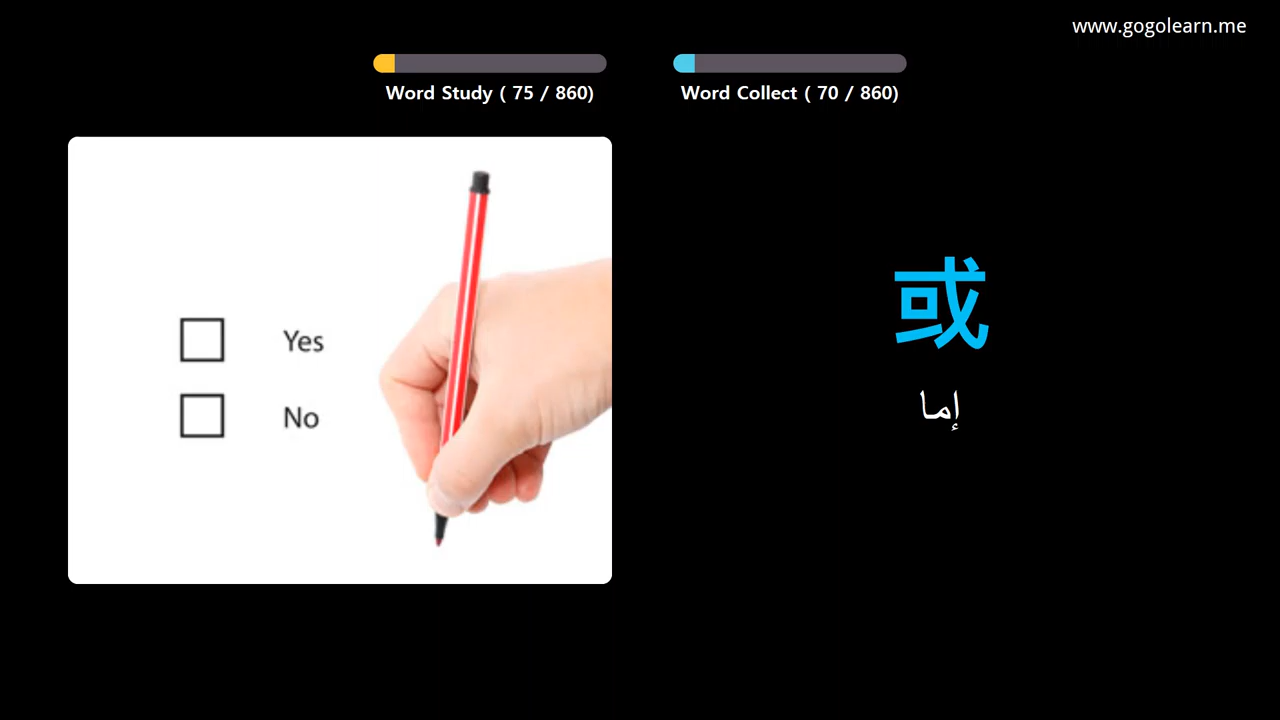 www.gogolearn.me
Word Study ( 75 / 860)
Word Collect ( 70 / 860)
Yes
No
或
إما